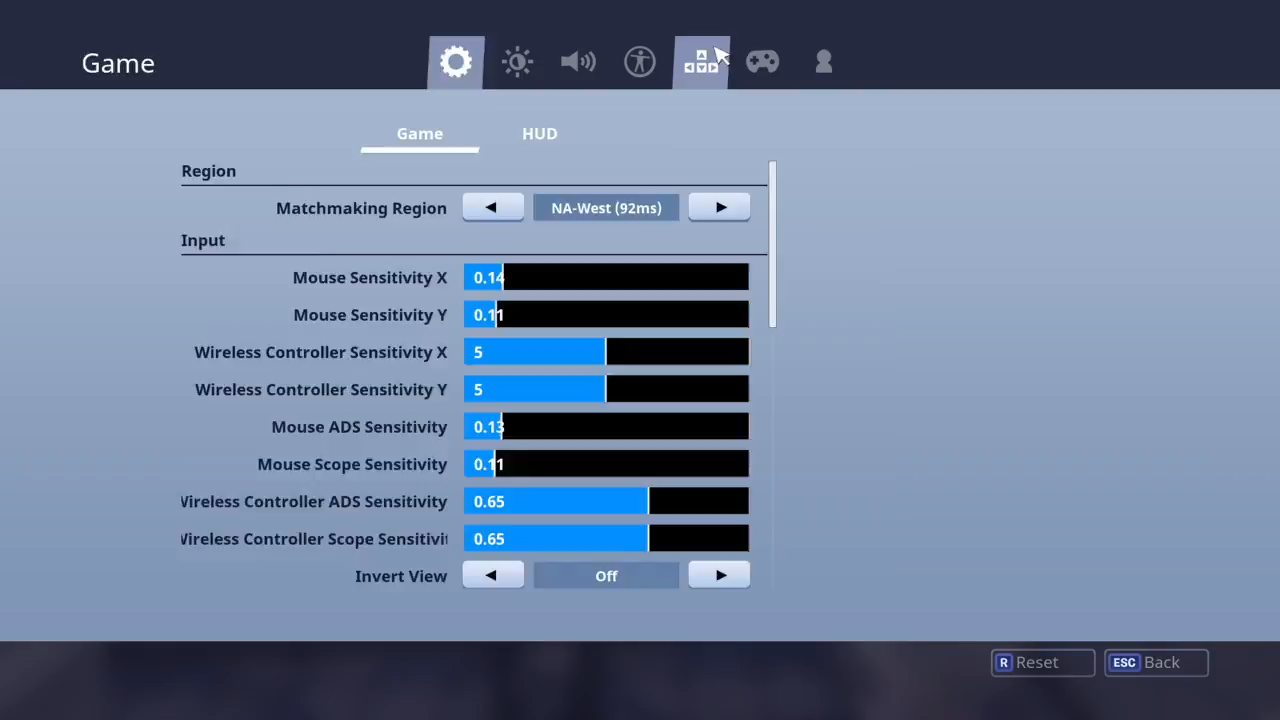 Game
Game HUD
Region
Matchmaking Region NA-West (92ms)
Input
Mouse Sensitivity X 0.14
Mouse Sensitivity Y 0.11
Wireless Controller Sensitivity X 5
Wireless Controller Sensitivity Y 5
Mouse ADS Sensitivity 0.13
Mouse Scope Sensitivity 0.11
Wireless Controller ADS Sensitivity 0.65
Wireless Controller Scope Sensitivit 0.65
Invert View Off
R Reset ESC Back